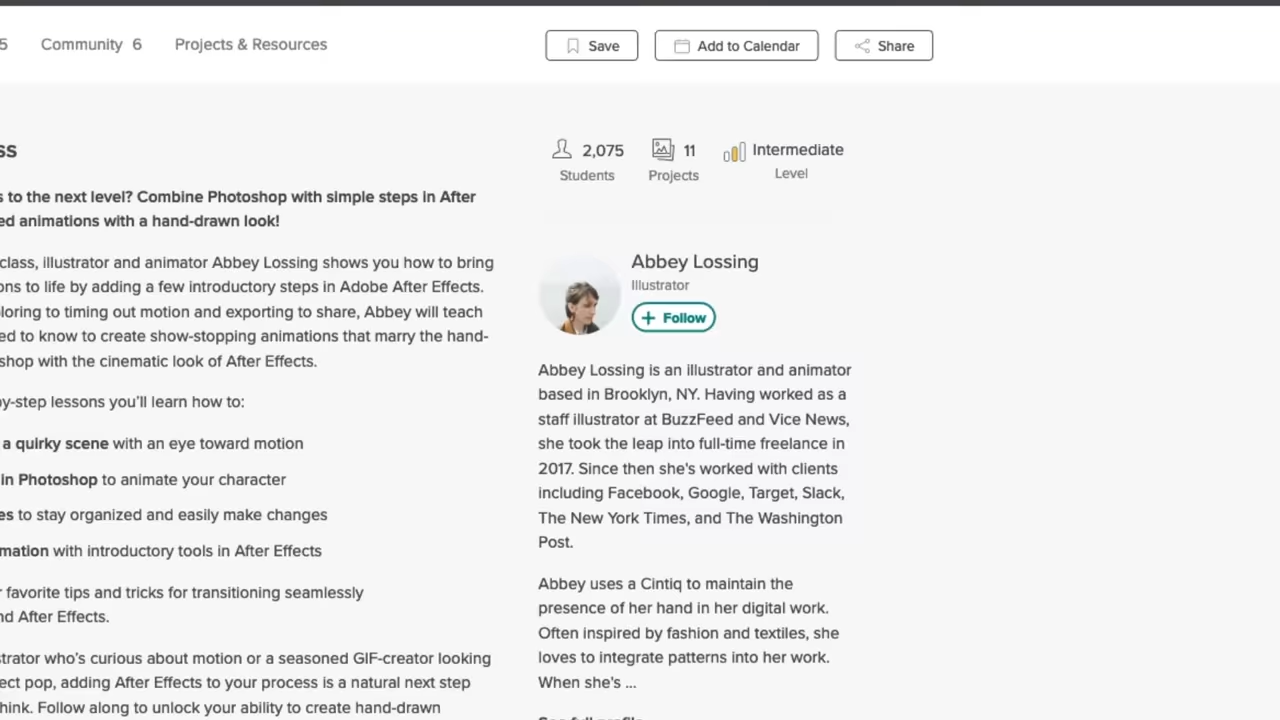 5 Community 6 Projects & Resources Save Add to Calendar Share
ss
s to the next level? Combine Photoshop with simple steps in After
ed animations with a hand-drawn look!
class, illustrator and animator Abbey Lossing shows you how to bring
ons to life by adding a few introductory steps in Adobe After Effects.
loring to timing out motion and exporting to share, Abbey will teach
ed to know to create show-stopping animations that marry the hand-
shop with the cinematic look of After Effects.
y-step lessons you'll learn how to:
a quirky scene with an eye toward motion
in Photoshop to animate your character
es to stay organized and easily make changes
mation with introductory tools in After Effects
r favorite tips and tricks for transitioning seamlessly
nd After Effects.
strator who's curious about motion or a seasoned GIF-creator looking
ect pop, adding After Effects to your process is a natural next step
think. Follow along to unlock your ability to create hand-drawn
2,075 11 Intermediate
Students Projects Level
Abbey Lossing
Illustrator
+ Follow
Abbey Lossing is an illustrator and animator
based in Brooklyn, NY. Having worked as a
staff illustrator at BuzzFeed and Vice News,
she took the leap into full-time freelance in
2017. Since then she's worked with clients
including Facebook, Google, Target, Slack,
The New York Times, and The Washington
Post.
Abbey uses a Cintiq to maintain the
presence of her hand in her digital work.
Often inspired by fashion and textiles, she
loves to integrate patterns into her work.
When she's ...
See full profile